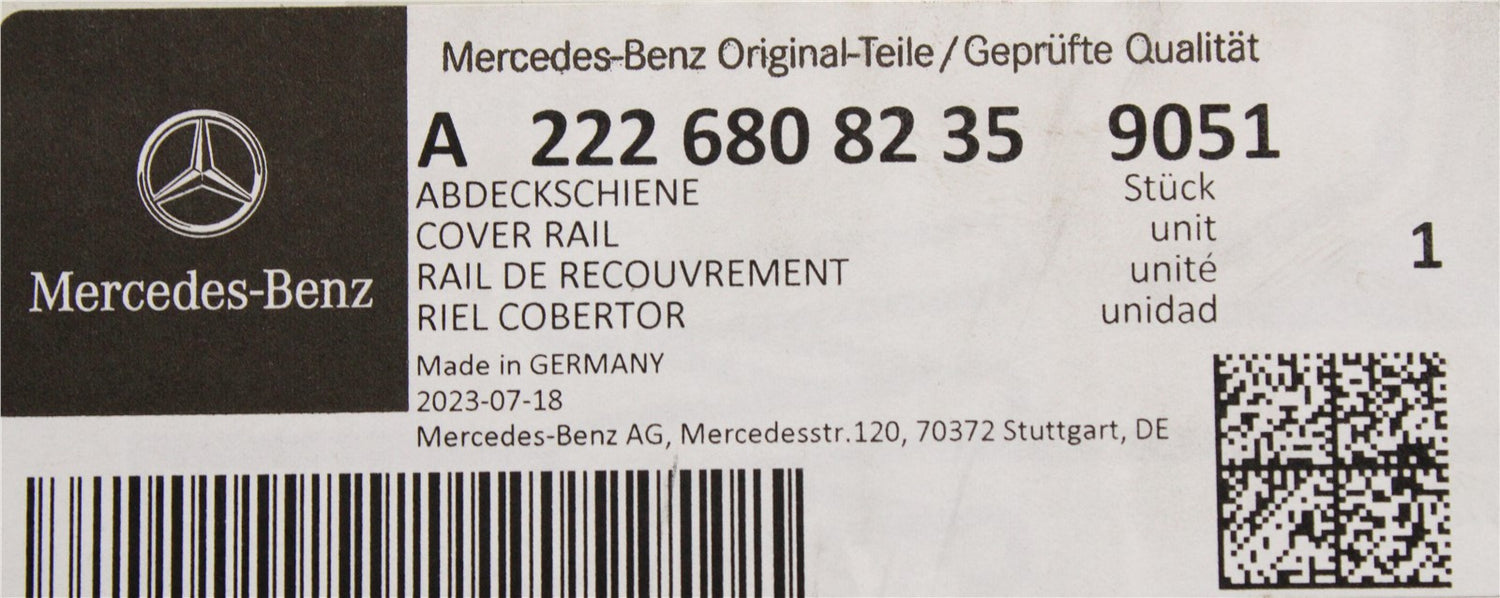 Mercedes-Benz
Mercedes-Benz Original-Teile/Geprüfte Qualität
A 222 680 82 35 9051
ABDECKSCHIENE Stück
COVER RAIL unit
RAIL DE RECOUVREMENT unité 1
RIEL COBERTOR unidad
Made in GERMANY
2023-07-18
Mercedes-Benz AG, Mercedesstr.120, 70372 Stuttgart, DE